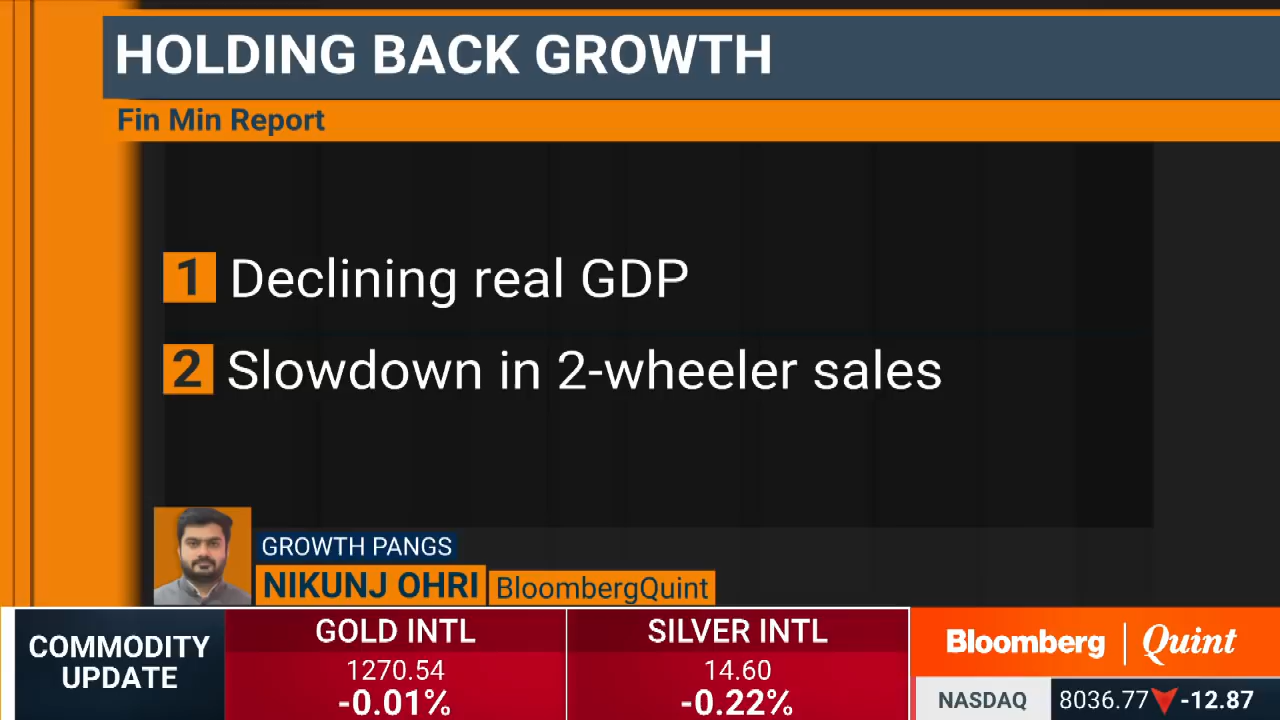 HOLDING BACK GROWTH
Fin Min Report
1 Declining real GDP
2 Slowdown in 2-wheeler sales
GROWTH PANGS
NIKUNJ OHRI BloombergQuint
COMMODITY UPDATE
GOLD INTL
1270.54
-0.01%
SILVER INTL
14.60
-0.22%
Bloomberg | Quint
NASDAQ 8036.77 -12.87